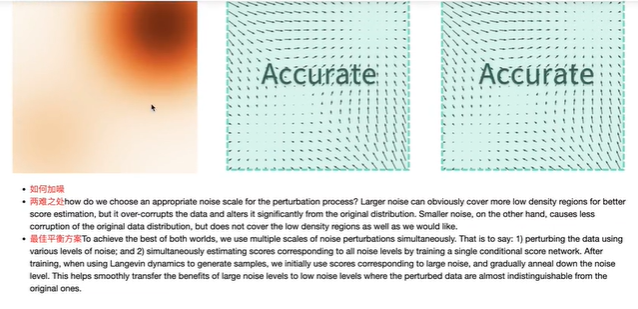 Accurate Accurate
• 如何加噪
• 两难之处how do we choose an appropriate noise scale for the perturbation process? Larger noise can obviously cover more low density regions for better
score estimation, but it over-corrupts the data and alters it significantly from the original distribution. Smaller noise, on the other hand, causes less
corruption of the original data distribution, but does not cover the low density regions as well as we would like.
• 最佳平衡方案To achieve the best of both worlds, we use multiple scales of noise perturbations simultaneously. That is to say: 1) perturbing the data using
various levels of noise; and 2) simultaneously estimating scores corresponding to all noise levels by training a single conditional score network. After
training, when using Langevin dynamics to generate samples, we initially use scores corresponding to large noise, and gradually anneal down the noise
level. This helps smoothly transfer the benefits of large noise levels to low noise levels where the perturbed data are almost indistinguishable from the
original ones.